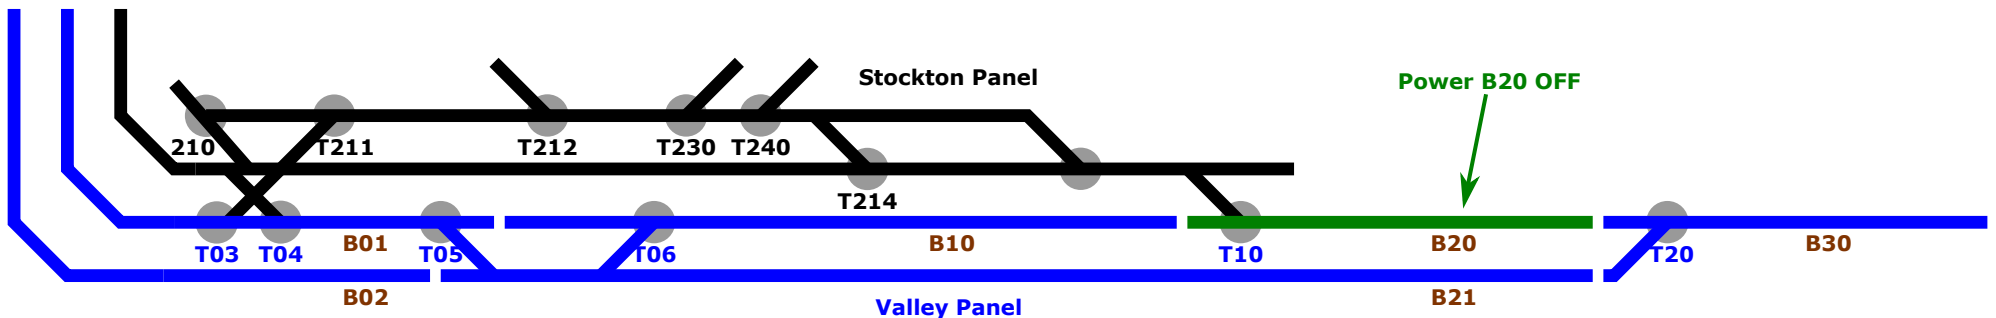 Stockton Panel
Power B20 OFF
210
T211
T212
T230
T240
T214
T03
T04
B01
T05
T06
B10
T10
B20
T20
B30
B02
Valley Panel
B21